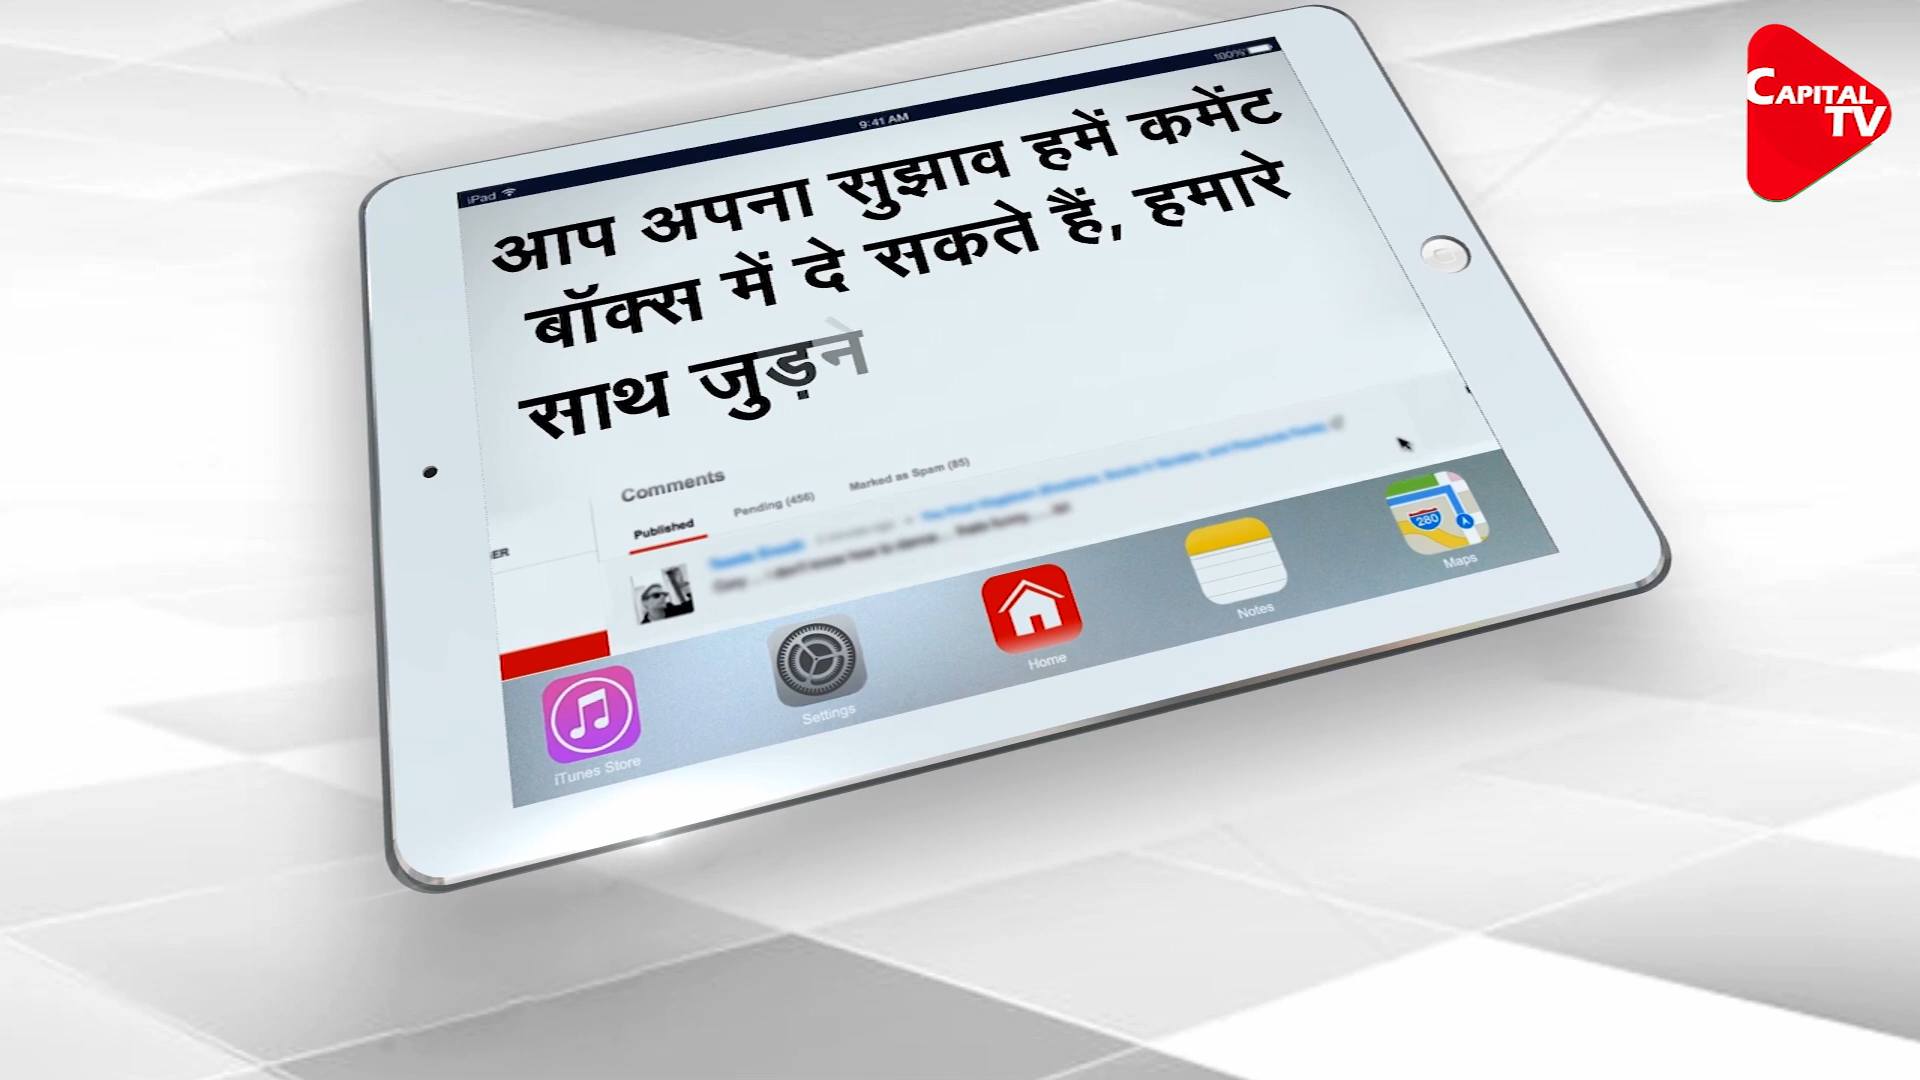 CAPITAL
TV
iPad
9:41 AM
100%
आप अपना सुझाव हमें कमेंट
बॉक्स में दे सकते हैं, हमारे
साथ जुड़ने
Comments
Published
Pending (456)
Marked as Spam (85)
ER
iTunes Store
Settings
Home
Notes
280
Maps